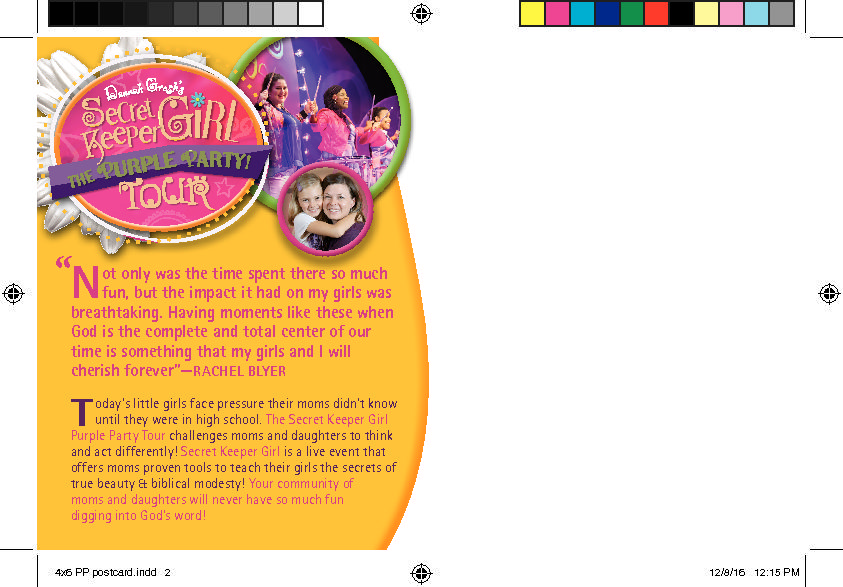 Dannah Gresh's
Secret
Keeper GiRL
THE PURPLE PARTY!
TOUR
“Not only was the time spent there so much
fun, but the impact it had on my girls was
breathtaking. Having moments like these when
God is the complete and total center of our
time is something that my girls and I will
cherish forever”—RACHEL BLYER
Today’s little girls face pressure their moms didn’t know
until they were in high school. The Secret Keeper Girl
Purple Party Tour challenges moms and daughters to think
and act differently! Secret Keeper Girl is a live event that
offers moms proven tools to teach their girls the secrets of
true beauty & biblical modesty! Your community of
moms and daughters will never have so much fun
digging into God’s word!
4x6 PP postcard.indd 2
12/9/16 12:15 PM